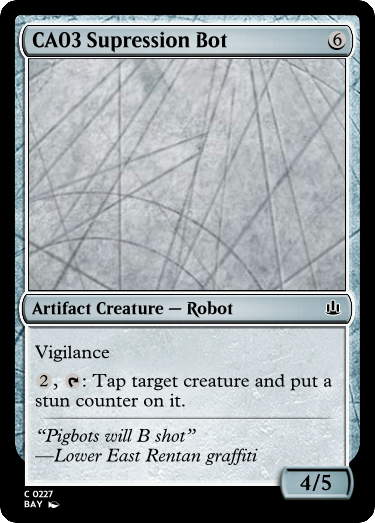 CA03 Supression Bot 6
Artifact Creature — Robot
Vigilance
2, : Tap target creature and put a
stun counter on it.
“Pigbots will B shot”
—Lower East Rentan graffiti
4/5
C 0227
BAY